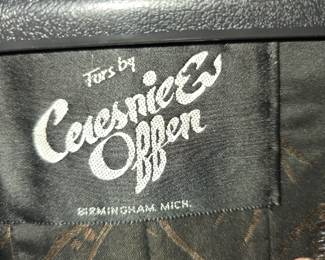 Furs by
Ceresnie &
Offen
BIRMINGHAM, MICH.